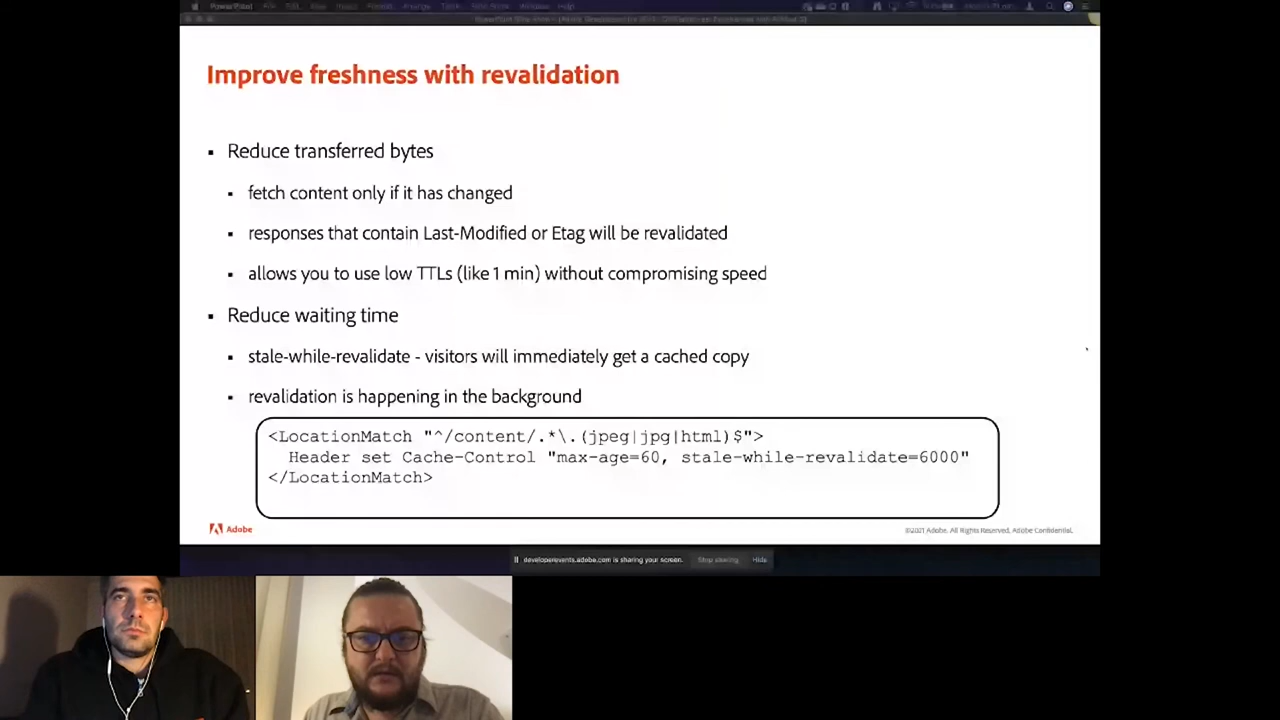 PowerPoint
Improve freshness with revalidation
▪ Reduce transferred bytes
▪ fetch content only if it has changed
▪ responses that contain Last-Modified or Etag will be revalidated
▪ allows you to use low TTLs (like 1 min) without compromising speed
▪ Reduce waiting time
▪ stale-while-revalidate - visitors will immediately get a cached copy
▪ revalidation is happening in the background
<LocationMatch "^/content/.*\.(jpeg|jpg|html)$">
Header set Cache-Control "max-age=60, stale-while-revalidate=6000"
</LocationMatch>
Adobe
©2021 Adobe. All Rights Reserved. Adobe Confidential.
developerevents.adobe.com is sharing your screen. Stop sharing Hide